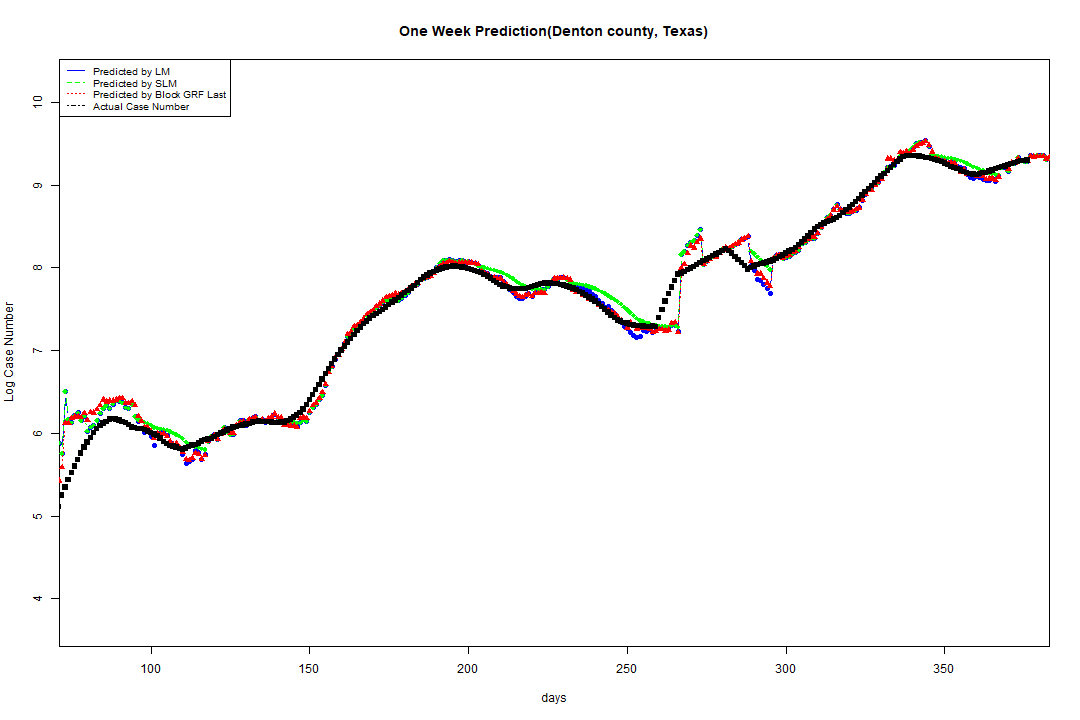 One Week Prediction(Denton county, Texas)
Predicted by LM
Predicted by SLM
Predicted by Block GRF Last
Actual Case Number
10
9
8
7
6
5
4
Log Case Number
100 150 200 250 300 350
days